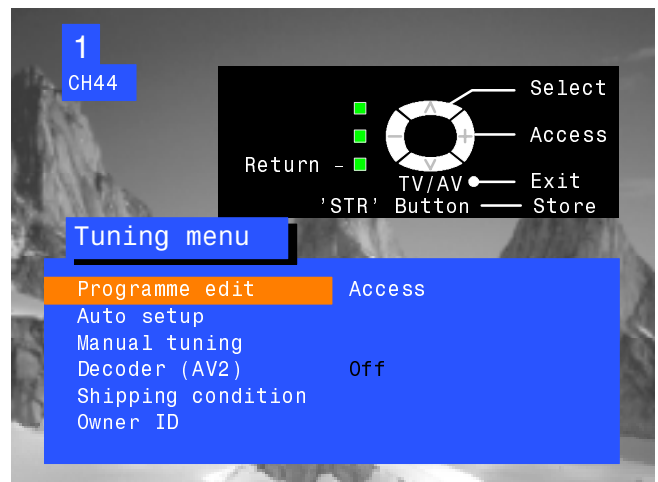 1
CH44
Select
Access
Return –
TV/AV Exit
'STR' Button Store
Tuning menu
Programme edit Access
Auto setup
Manual tuning
Decoder (AV2) Off
Shipping condition
Owner ID